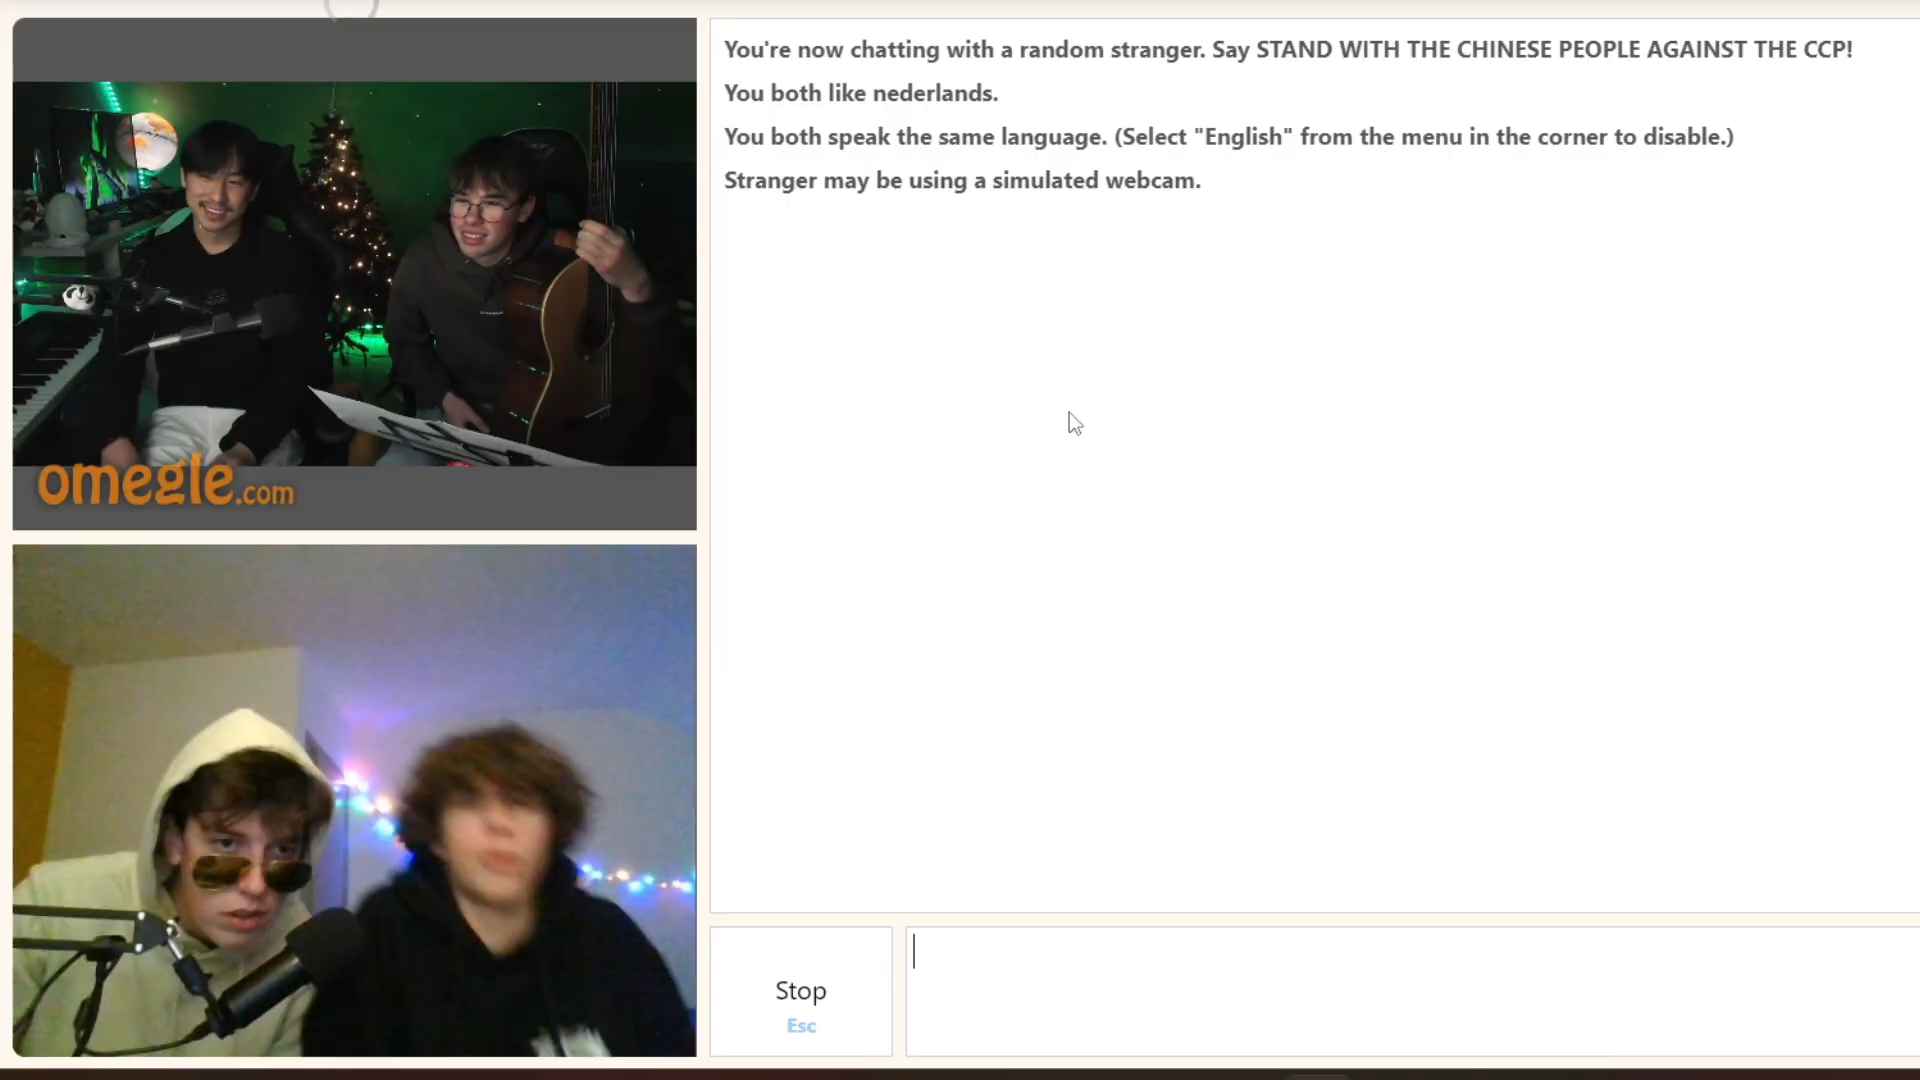 You're now chatting with a random stranger. Say STAND WITH THE CHINESE PEOPLE AGAINST THE CCP!
You both like nederlands.
You both speak the same language. (Select "English" from the menu in the corner to disable.)
Stranger may be using a simulated webcam.
omegle.com
Stop
Esc